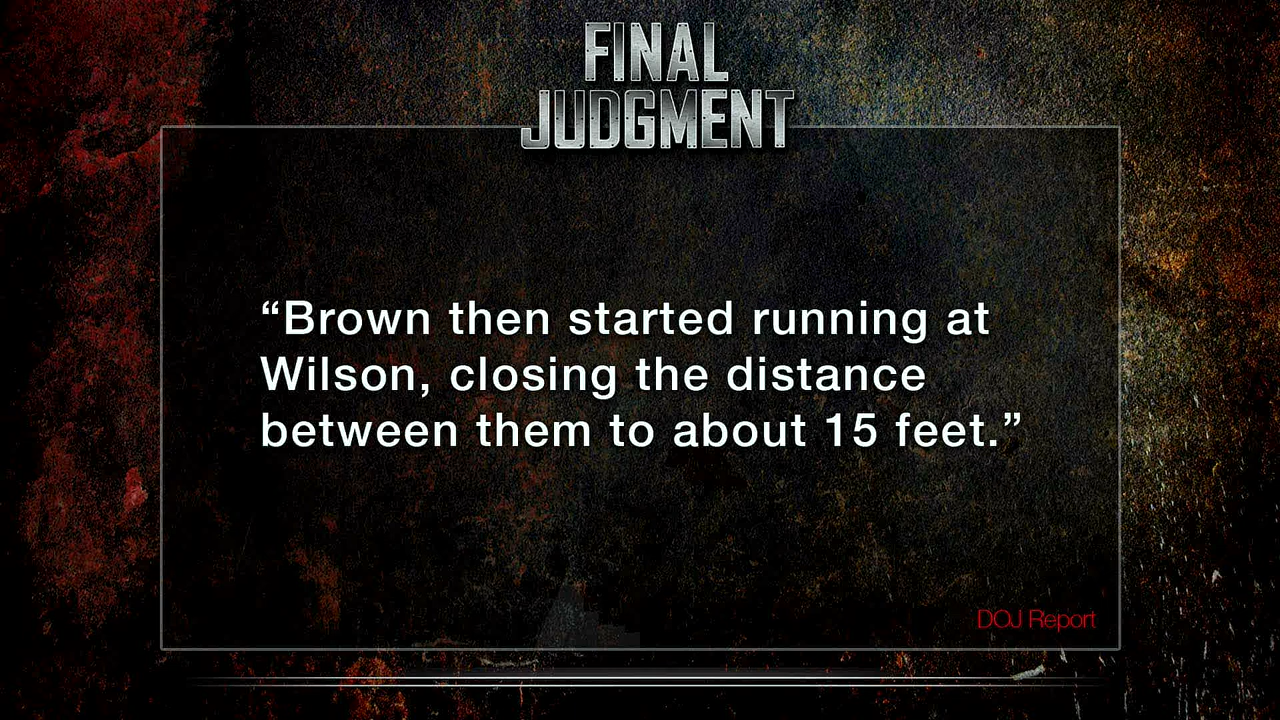 FINAL
JUDGMENT
“Brown then started running at
Wilson, closing the distance
between them to about 15 feet.”
DOJ Report